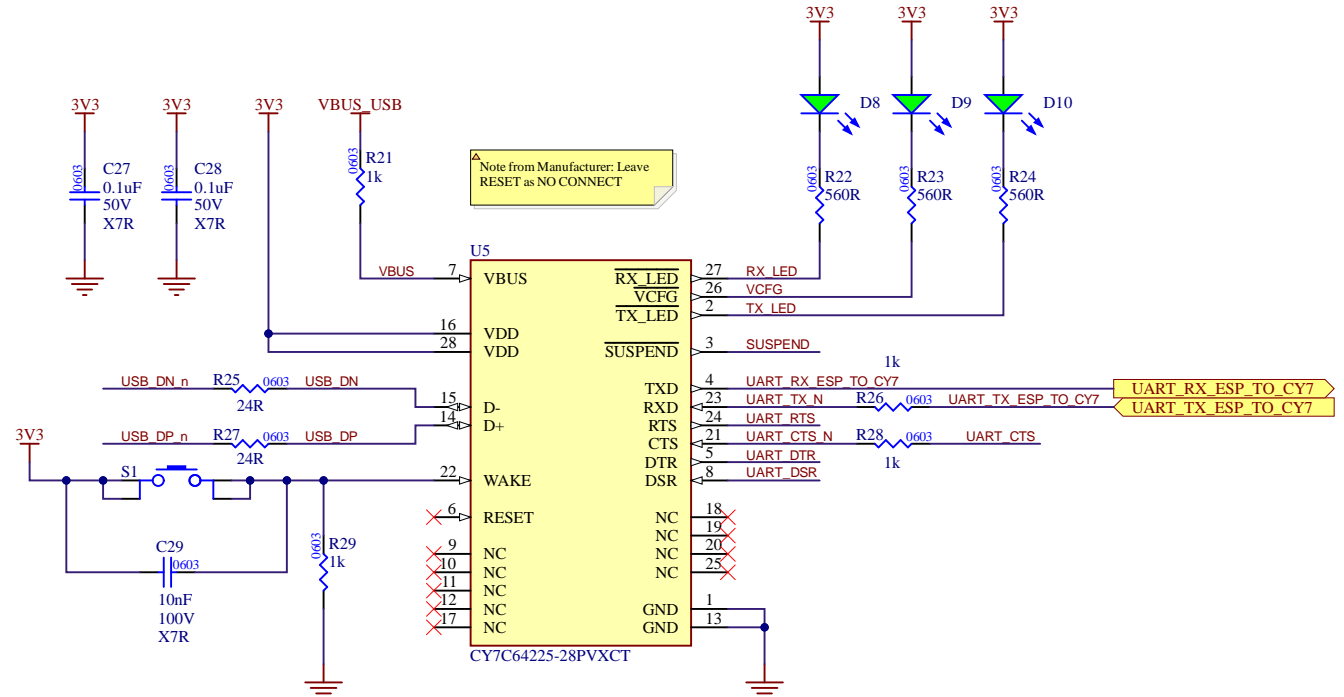 3V3
3V3
3V3
3V3
3V3
3V3
VBUS_USB
D8
D9
D10
0603
C27
0.1uF
50V
X7R
0603
C28
0.1uF
50V
X7R
0603
R21
1k
Note from Manufacturer: Leave
RESET as NO CONNECT
0603
R22
560R
0603
R23
560R
0603
R24
560R
U5
VBUS
7
VBUS
RX_LED
27
RX_LED
VCFG
26
VCFG
TX_LED
2
TX_LED
16
VDD
28
VDD
SUSPEND
3
SUSPEND
1k
USB_DN_n
R25
0603
USB_DN
24R
15
D-
TXD
4
UART_RX_ESP_TO_CY7
UART_RX_ESP_TO_CY7
RXD
23
UART_TX_N
R26
0603
UART_TX_ESP_TO_CY7
UART_TX_ESP_TO_CY7
USB_DP_n
R27
0603
USB_DP
24R
14
D+
RTS
24
UART_RTS
CTS
21
UART_CTS_N
R28
0603
UART_CTS
1k
DTR
5
UART_DTR
DSR
8
UART_DSR
3V3
S1
22
WAKE
6
RESET
NC
18
NC
19
NC
20
NC
25
9
NC
10
NC
11
NC
12
NC
17
NC
C29
0603
10nF
100V
X7R
0603
R29
1k
GND
1
GND
13
CY7C64225-28PVXCT